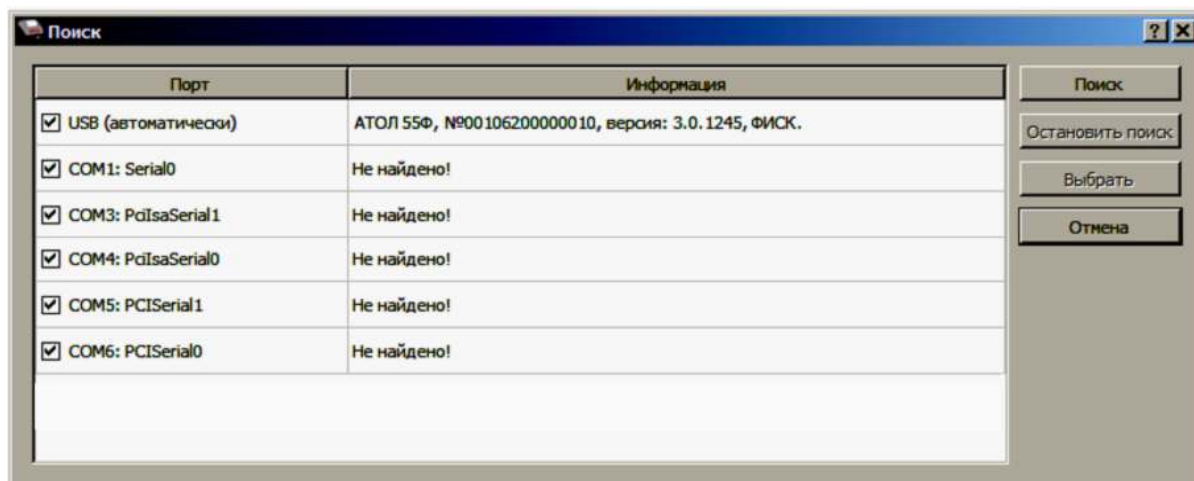 Поиск
Порт Информация Поиск
USB (автоматически) АТОЛ 55Ф, №00106200000010, версия: 3.0.1245, ФИСК.
Остановить поиск
COM1: Serial0 Не найдено!
Выбрать
COM3: PciIsaSerial1 Не найдено!
Отмена
COM4: PciIsaSerial0 Не найдено!
COM5: PCISerial1 Не найдено!
COM6: PCISerial0 Не найдено!